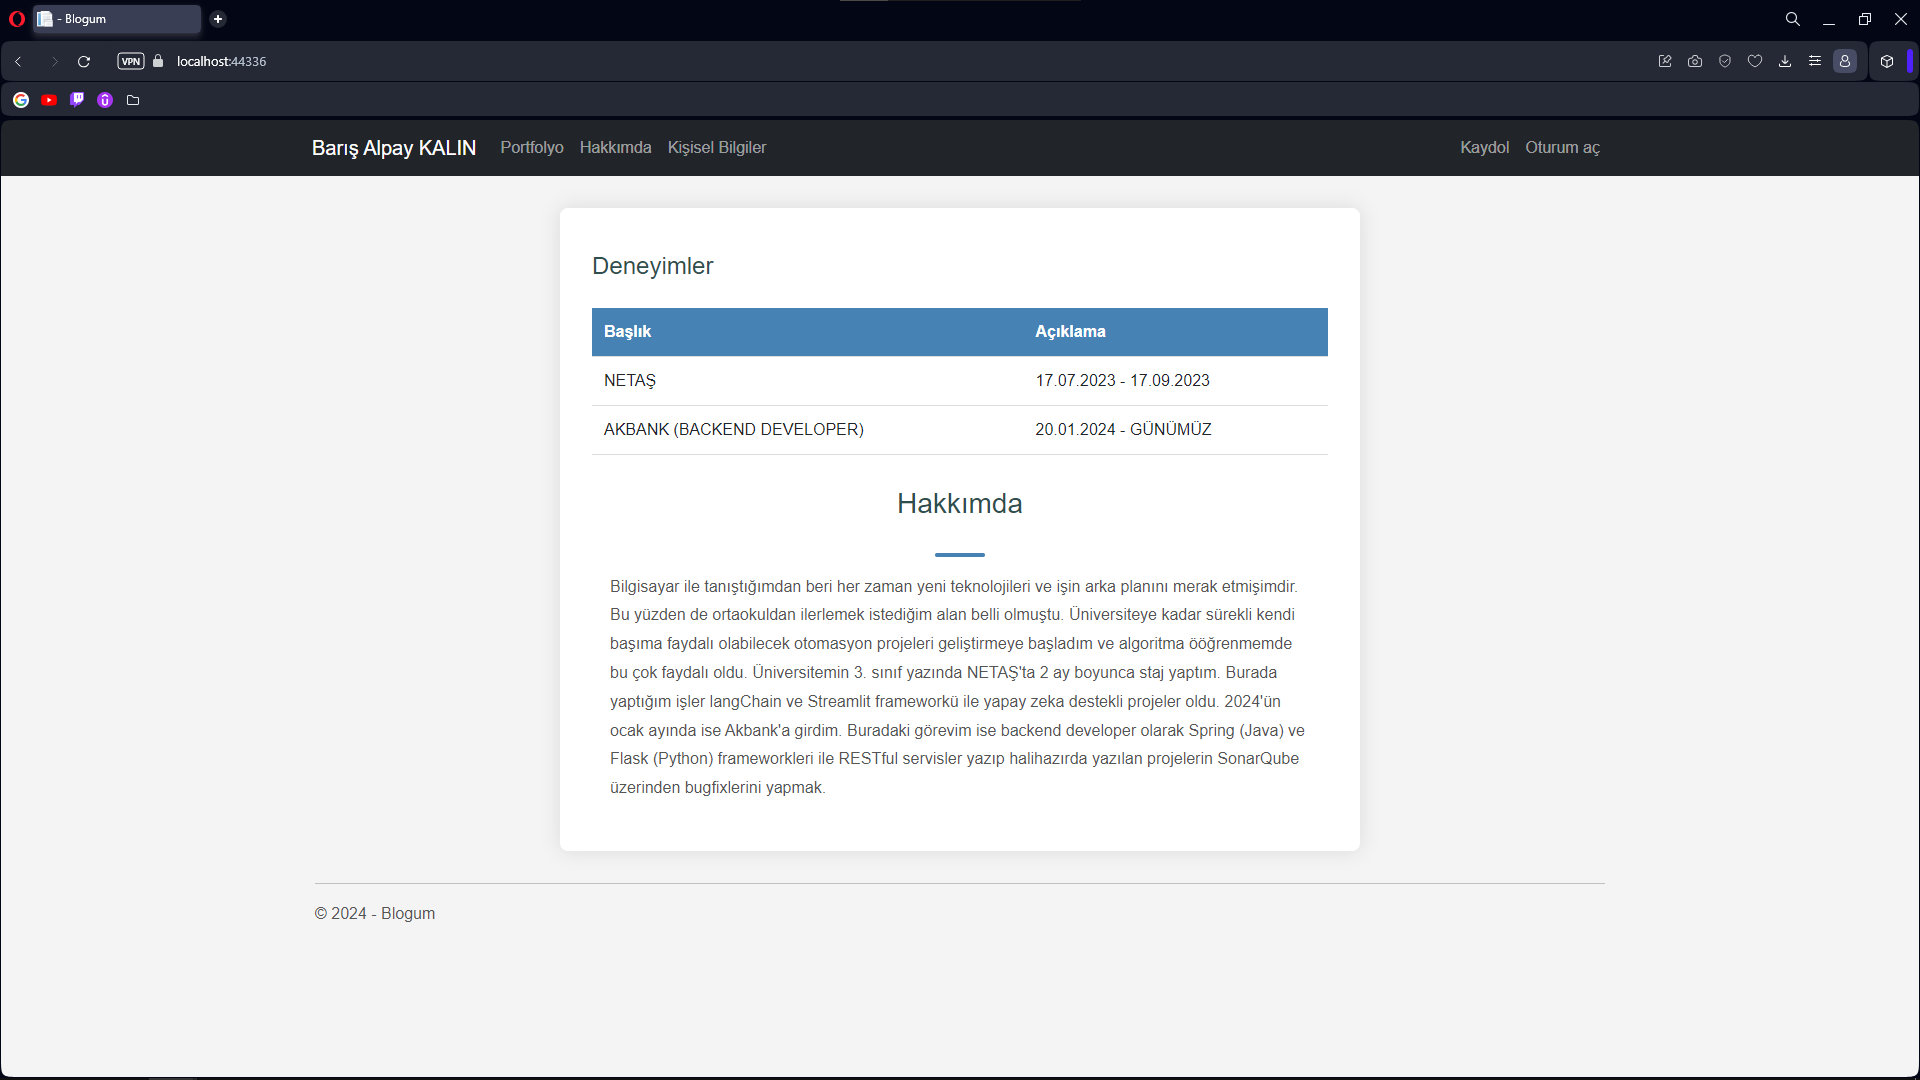 - Blogum
VPN
localhost:44336
Barış Alpay KALIN Portfolyo Hakkımda Kişisel Bilgiler Kaydol Oturum aç
Deneyimler
Başlık Açıklama
NETAŞ 17.07.2023 - 17.09.2023
AKBANK (BACKEND DEVELOPER) 20.01.2024 - GÜNÜMÜZ
Hakkımda
Bilgisayar ile tanıştığımdan beri her zaman yeni teknolojileri ve işin arka planını merak etmişimdir.
Bu yüzden de ortaokuldan ilerlemek istediğim alan belli olmuştu. Üniversiteye kadar sürekli kendi
başıma faydalı olabilecek otomasyon projeleri geliştirmeye başladım ve algoritma ööğrenmemde
bu çok faydalı oldu. Üniversitemin 3. sınıf yazında NETAŞ'ta 2 ay boyunca staj yaptım. Burada
yaptığım işler langChain ve Streamlit frameworkü ile yapay zeka destekli projeler oldu. 2024'ün
ocak ayında ise Akbank'a girdim. Buradaki görevim ise backend developer olarak Spring (Java) ve
Flask (Python) frameworkleri ile RESTful servisler yazıp halihazırda yazılan projelerin SonarQube
üzerinden bugfixlerini yapmak.
© 2024 - Blogum